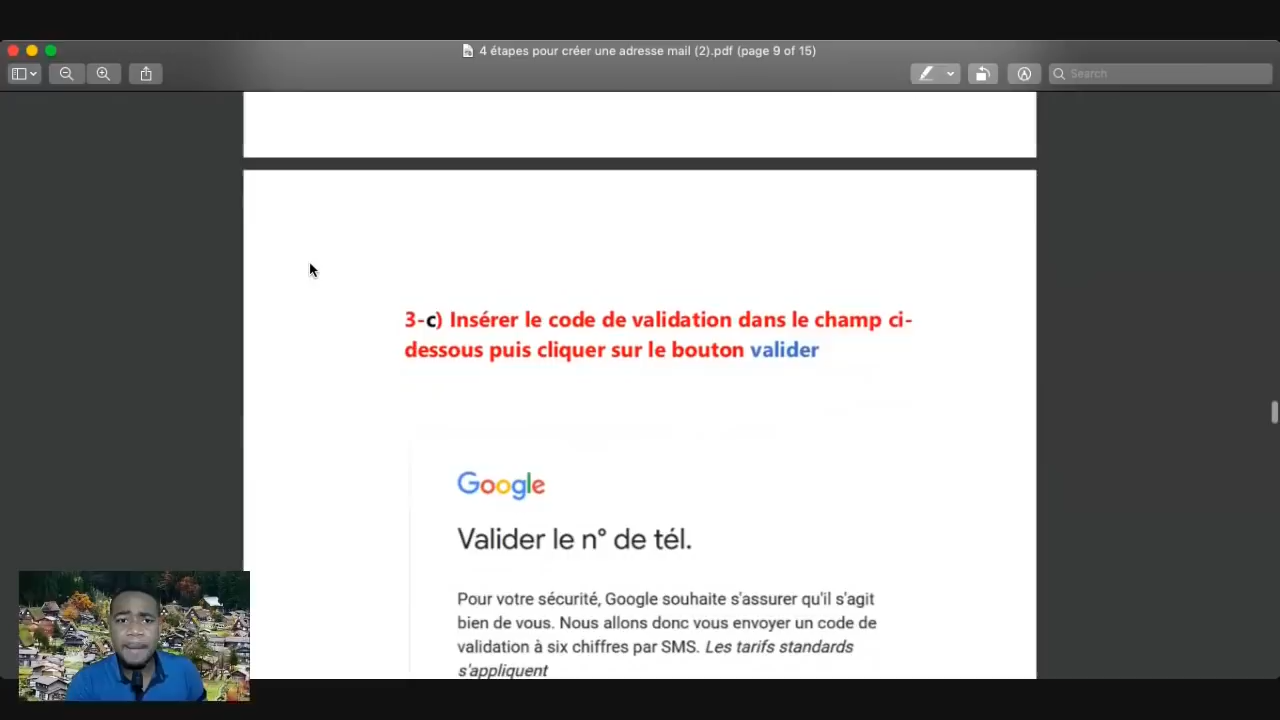 4 étapes pour créer une adresse mail (2).pdf (page 9 of 15)
Search
3-c) Insérer le code de validation dans le champ ci-
dessous puis cliquer sur le bouton valider
Google
Valider le n° de tél.
Pour votre sécurité, Google souhaite s'assurer qu'il s'agit
bien de vous. Nous allons donc vous envoyer un code de
validation à six chiffres par SMS. Les tarifs standards
s'appliquent